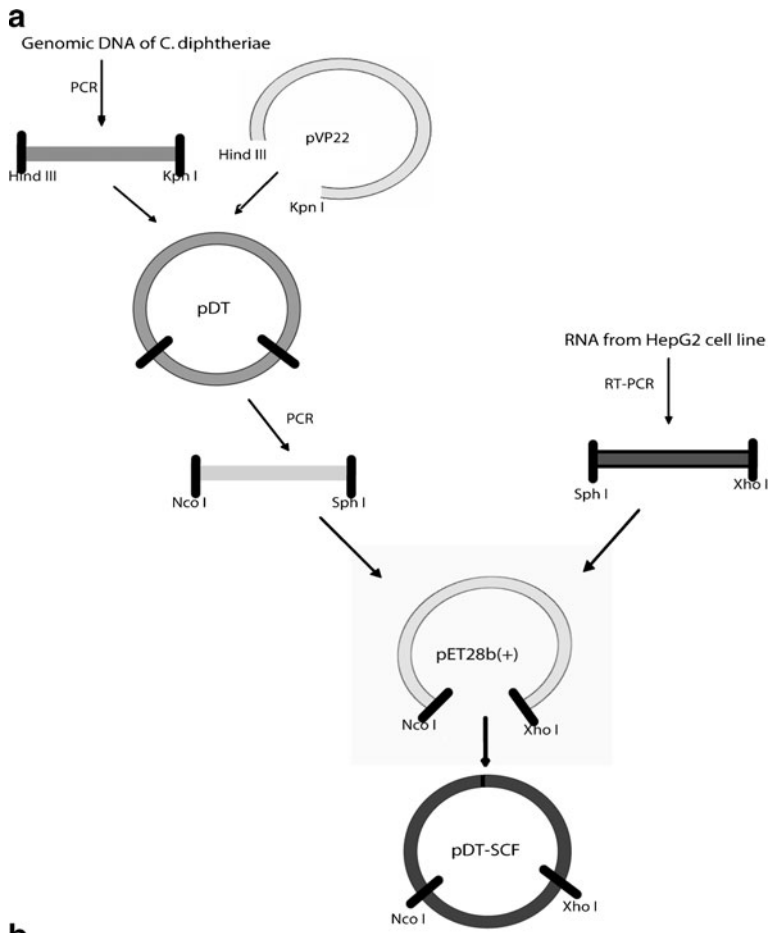 a
Genomic DNA of C. diphtheriae
PCR
pVP22
Hind III
Hind III
Kpn I
Kpn I
pDT
RNA from HepG2 cell line
RT-PCR
PCR
Nco I
Sph I
Sph I
Xho I
pET28b(+)
Nco I
Xho I
pDT-SCF
Nco I
Xho I
b